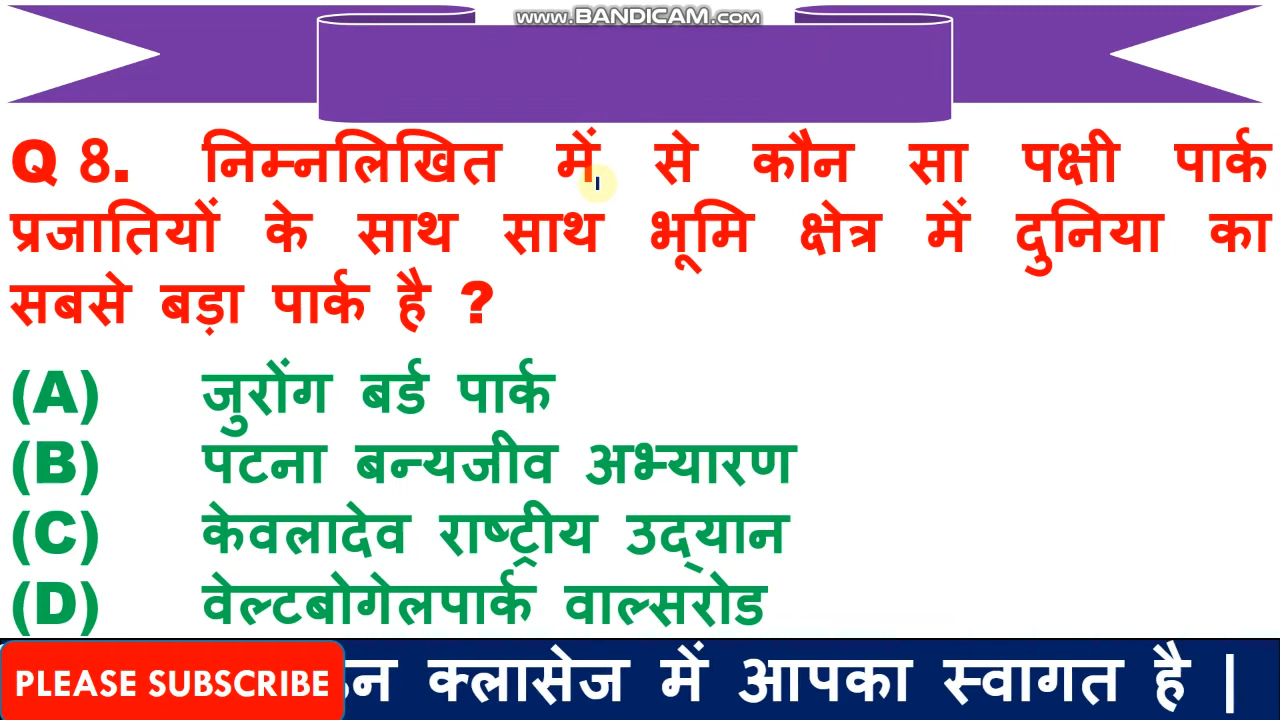 www.BANDICAM.com
Q 8. निम्नलिखित में से कौन सा पक्षी पार्क
प्रजातियों के साथ साथ भूमि क्षेत्र में दुनिया का
सबसे बड़ा पार्क है ?
(A) जुरोंग बर्ड पार्क
(B) पटना बन्यजीव अभ्यारण
(C) केवलादेव राष्ट्रीय उद्यान
(D) वेल्टबोगेलपार्क वाल्सरोड
PLEASE SUBSCRIBE क्लासेज में आपका स्वागत है |